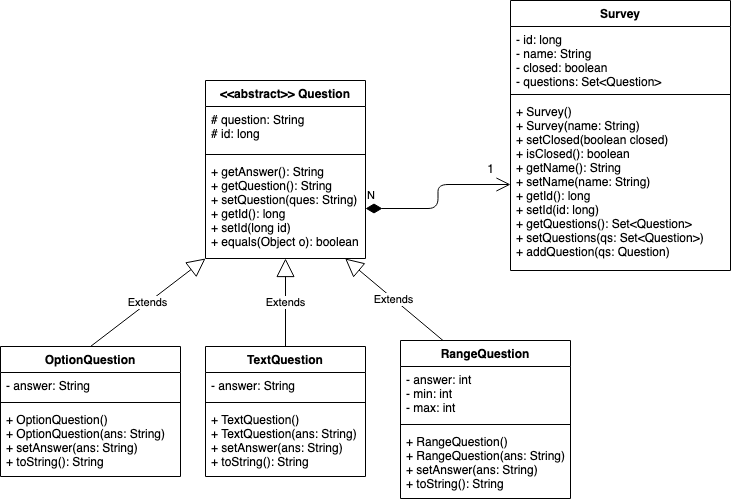 Survey
- id: long
- name: String
- closed: boolean
- questions: Set<Question>
+ Survey()
+ Survey(name: String)
+ setClosed(boolean closed)
+ isClosed(): boolean
+ getName(): String
+ setName(name: String)
+ getId(): long
+ setId(id: long)
+ getQuestions(): Set<Question>
+ setQuestions(qs: Set<Question>)
+ addQuestion(qs: Question)
<<abstract>> Question
# question: String
# id: long
+ getAnswer(): String
+ getQuestion(): String
+ setQuestion(ques: String)
+ getId(): long
+ setId(long id)
+ equals(Object o): boolean
N
1
Extends
Extends
Extends
OptionQuestion
- answer: String
+ OptionQuestion()
+ OptionQuestion(ans: String)
+ setAnswer(ans: String)
+ toString(): String
TextQuestion
- answer: String
+ TextQuestion()
+ TextQuestion(ans: String)
+ setAnswer(ans: String)
+ toString(): String
RangeQuestion
- answer: int
- min: int
- max: int
+ RangeQuestion()
+ RangeQuestion(ans: String)
+ setAnswer(ans: String)
+ toString(): String